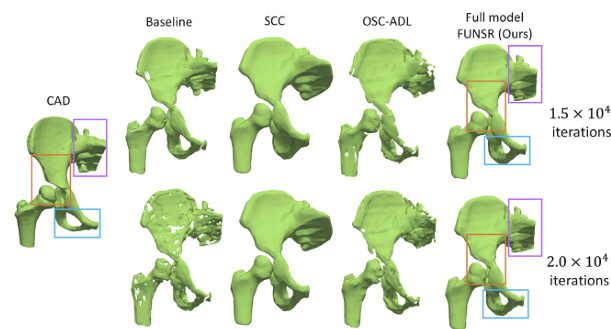 Baseline
SCC
OSC-ADL
Full model
FUNSR (Ours)
CAD
1.5 × 10⁴
iterations
2.0 × 10⁴
iterations